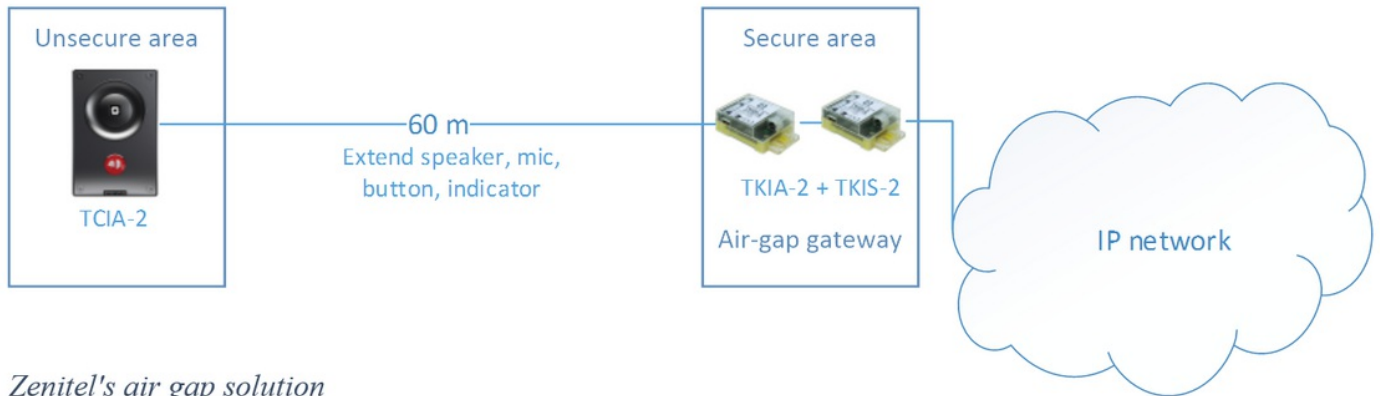 Unsecure area
TCIA-2
60 m
Extend speaker, mic,
button, indicator
Secure area
TKIA-2 + TKIS-2
Air-gap gateway
IP network
Zenitel's air gap solution